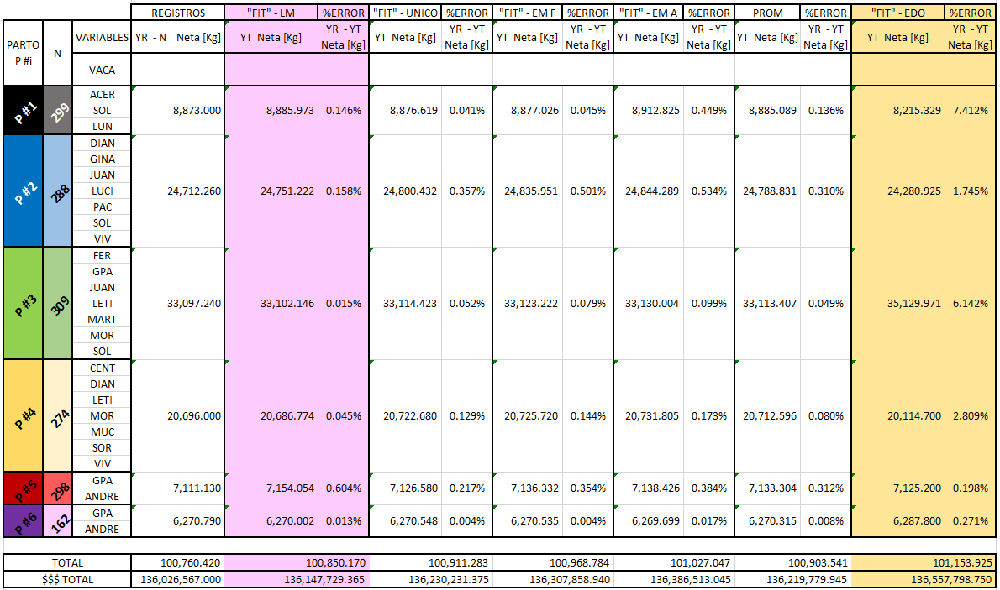 REGISTROS "FIT" - LM %ERROR "FIT" - UNICO %ERROR "FIT" - EM F %ERROR "FIT" - EM A %ERROR PROM %ERROR "FIT" - EDO %ERROR
PARTO P #i N VARIABLES YR - N Neta [Kg] YT Neta [Kg] YR - YT Neta [Kg] YT Neta [Kg] YR - YT Neta [Kg] YT Neta [Kg] YR - YT Neta [Kg] YT Neta [Kg] YR - YT Neta [Kg] YT Neta [Kg] YR - YT Neta [Kg] YT Neta [Kg] YR - YT Neta [Kg]
VACA
ACER
P #1 299 SOL 8,873.000 8,885.973 0.146% 8,876.619 0.041% 8,877.026 0.045% 8,912.825 0.449% 8,885.089 0.136% 8,215.329 7.412%
LUN
DIAN
GINA
JUAN
P #2 288 LUCI 24,712.260 24,751.222 0.158% 24,800.432 0.357% 24,835.951 0.501% 24,844.289 0.534% 24,788.831 0.310% 24,280.925 1.745%
PAC
SOL
VIV
FER
GPA
JUAN
P #3 309 LETI 33,097.240 33,102.146 0.015% 33,114.423 0.052% 33,123.222 0.079% 33,130.004 0.099% 33,113.407 0.049% 35,129.971 6.142%
MART
MOR
SOL
CENT
DIAN
LETI
P #4 274 MOR 20,696.000 20,686.774 0.045% 20,722.680 0.129% 20,725.720 0.144% 20,731.805 0.173% 20,712.596 0.080% 20,114.700 2.809%
MUC
SOR
VIV
GPA
P #5 298 7,111.130 7,154.054 0.604% 7,126.580 0.217% 7,136.332 0.354% 7,138.426 0.384% 7,133.304 0.312% 7,125.200 0.198%
ANDRE
GPA
P #6 162 6,270.790 6,270.002 0.013% 6,270.548 0.004% 6,270.535 0.004% 6,269.699 0.017% 6,270.315 0.008% 6,287.800 0.271%
ANDRE
TOTAL 100,760.420 100,850.170 100,911.283 100,968.784 101,027.047 100,903.541 101,153.925
$$$ TOTAL 136,026,567.000 136,147,729.365 136,230,231.375 136,307,858.940 136,386,513.045 136,219,779.945 136,557,798.750